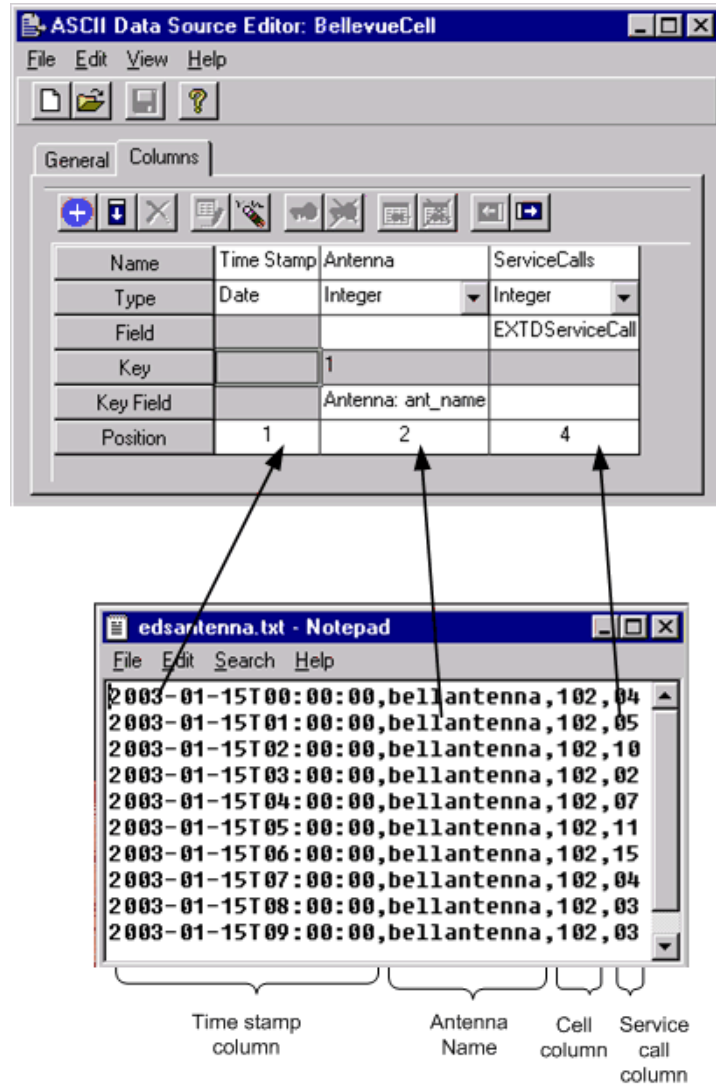 ASCII Data Source Editor: BellevueCell
File Edit View Help
General Columns
Name Time Stamp Antenna ServiceCalls
Type Date Integer Integer
Field EXTDServiceCall
Key 1
Key Field Antenna: ant_name
Position 1 2 4
edsantenna.txt - Notepad
File Edit Search Help
2003-01-15T00:00:00,bellantenna,102,04
2003-01-15T01:00:00,bellantenna,102,05
2003-01-15T02:00:00,bellantenna,102,10
2003-01-15T03:00:00,bellantenna,102,02
2003-01-15T04:00:00,bellantenna,102,07
2003-01-15T05:00:00,bellantenna,102,11
2003-01-15T06:00:00,bellantenna,102,15
2003-01-15T07:00:00,bellantenna,102,04
2003-01-15T08:00:00,bellantenna,102,03
2003-01-15T09:00:00,bellantenna,102,03
Time stamp
column
Antenna
Name
Cell
column
Service
call
column